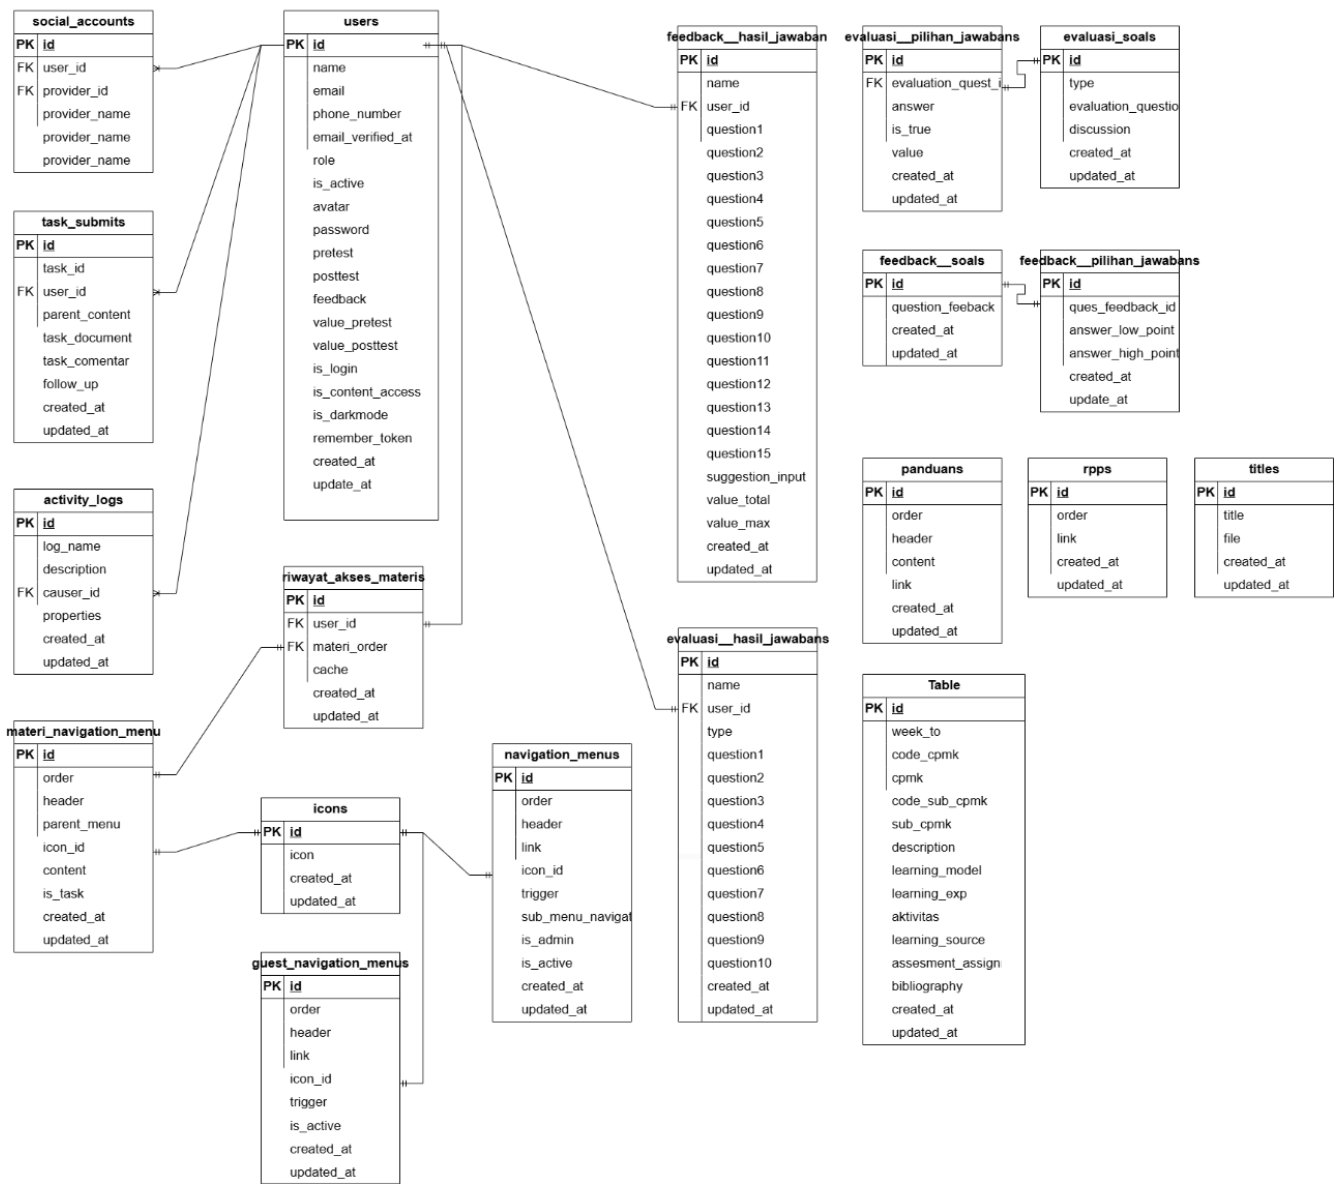 social_accounts
PK id
FK user_id
FK provider_id
provider_name
provider_name
provider_name
task_submits
PK id
task_id
FK user_id
parent_content
task_document
task_comentar
follow_up
created_at
updated_at
activity_logs
PK id
log_name
description
FK causer_id
properties
created_at
updated_at
materi_navigation_menu
PK id
order
header
parent_menu
icon_id
content
is_task
created_at
updated_at
users
PK id
name
email
phone_number
email_verified_at
role
is_active
avatar
password
pretest
posttest
feedback
value_pretest
value_posttest
is_login
is_content_access
is_darkmode
remember_token
created_at
update_at
riwayat_akses_materis
PK id
FK user_id
FK materi_order
cache
created_at
updated_at
icons
PK id
icon
created_at
updated_at
guest_navigation_menus
PK id
order
header
link
icon_id
trigger
is_active
created_at
updated_at
navigation_menus
PK id
order
header
link
icon_id
trigger
sub_menu_navigat
is_admin
is_active
created_at
updated_at
feedback__hasil_jawaban
PK id
name
FK user_id
question1
question2
question3
question4
question5
question6
question7
question8
question9
question10
question11
question12
question13
question14
question15
suggestion_input
value_total
value_max
created_at
updated_at
evaluasi__hasil_jawabans
PK id
name
FK user_id
type
question1
question2
question3
question4
question5
question6
question7
question8
question9
question10
created_at
updated_at
evaluasi__pilihan_jawabans
PK id
FK evaluation_quest_i
answer
is_true
value
created_at
updated_at
evaluasi_soals
PK id
type
evaluation_questio
discussion
created_at
updated_at
feedback__soals
PK id
question_feeback
created_at
updated_at
feedback__pilihan_jawabans
PK id
ques_feedback_id
answer_low_point
answer_high_point
created_at
update_at
panduans
PK id
order
header
content
link
created_at
updated_at
rpps
PK id
order
link
created_at
updated_at
titles
PK id
title
file
created_at
updated_at
Table
PK id
week_to
code_cpmk
cpmk
code_sub_cpmk
sub_cpmk
description
learning_model
learning_exp
aktivitas
learning_source
assesment_assign
bibliography
created_at
updated_at